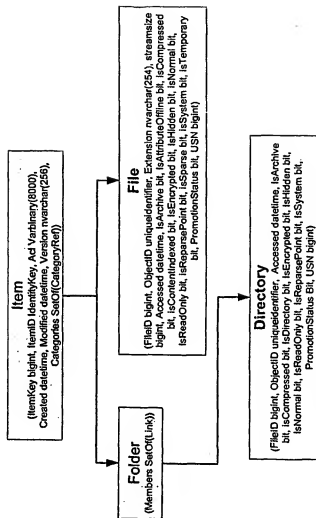 Item
(ItemKey bigint, ItemID IdentityKey, Acl Varbinary(8000)
Created datetime, Modified datetime, Version nvarchar(256),
Categories SetOf(CategoryRef))
Folder
(Members SetOf(Link))
File
(FileID bigint, ObjectID uniqueidentifier, Extension nvarchar(254), streamsize
bigint, Accessed datetime, IsArchive bit, IsAttributeOffline bit, IsCompressed
bit, IsContentIndexed bit, IsEncrypted bit, IsHidden bit, IsNormal bit,
IsReadOnly bit, IsReparsePoint bit, IsSparse bit, IsSystem bit, IsTemporary
bit, PromotionStatus Bit, USN bigint)
Directory
(FileID bigint, ObjectID uniqueidentifier, Accessed datetime, IsArchive
bit, IsCompressed bit, IsDirectory bit, IsEncrypted bit, IsHidden bit,
IsNormal bit, IsReadOnly bit, IsReparsePoint bit, IsSystem bit,
PromotionStatus Bit, USN bigint)